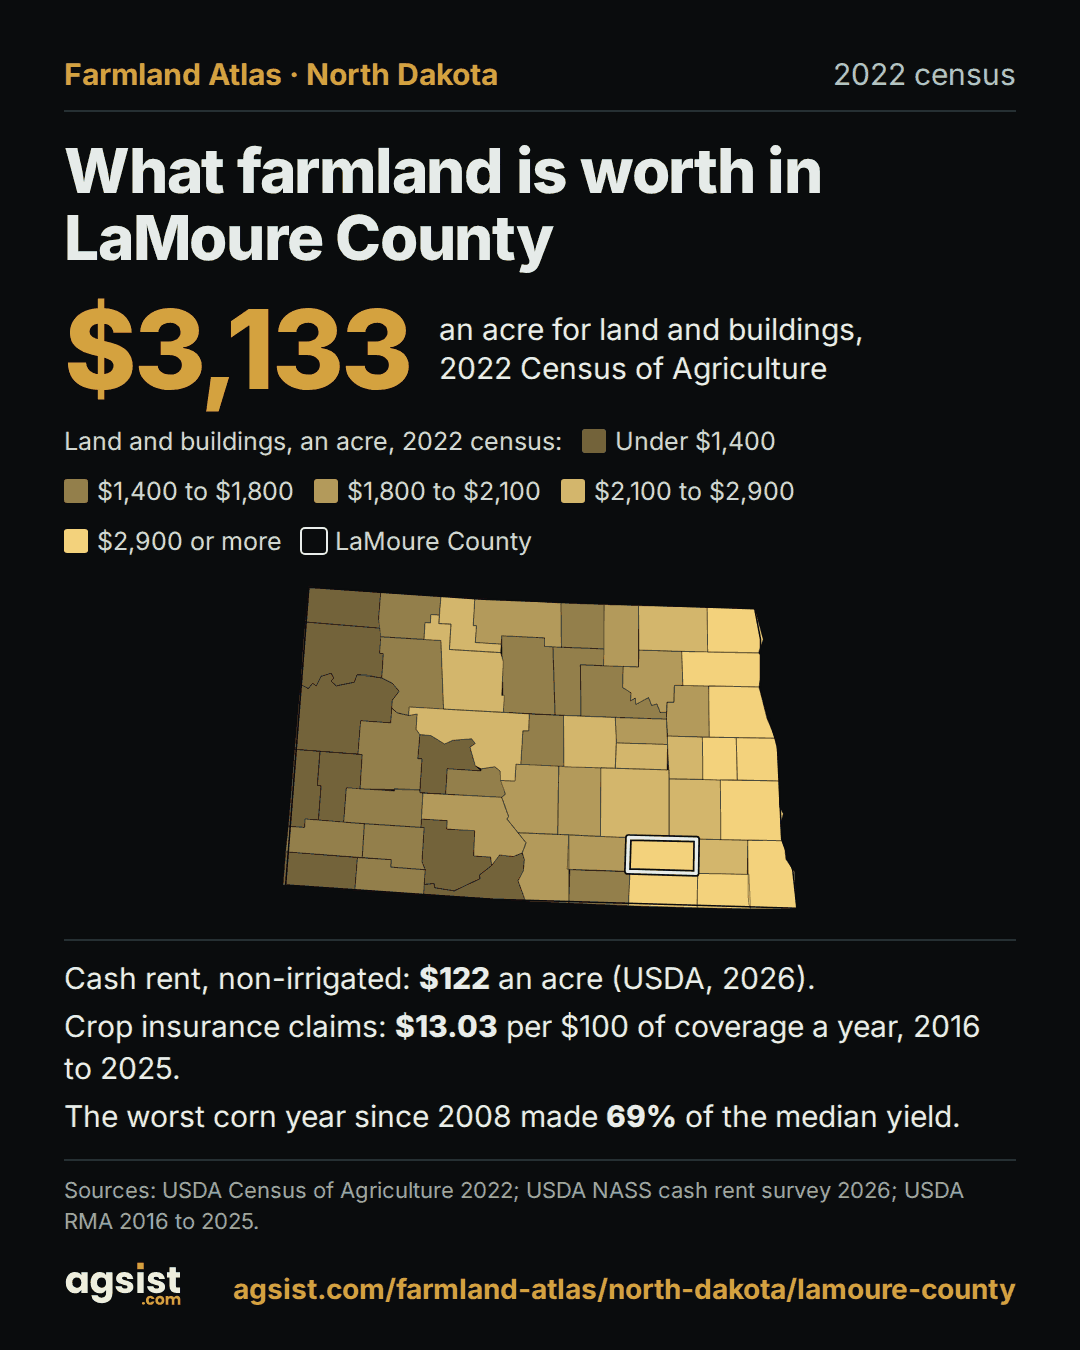 Farmland Atlas · North Dakota
2022 census
What farmland is worth in
LaMoure County
$3,133
an acre for land and buildings,
2022 Census of Agriculture
Land and buildings, an acre, 2022 census: Under $1,400
$1,400 to $1,800 $1,800 to $2,100 $2,100 to $2,900
$2,900 or more LaMoure County
Cash rent, non-irrigated: $122 an acre (USDA, 2026).
Crop insurance claims: $13.03 per $100 of coverage a year, 2016
to 2025.
The worst corn year since 2008 made 69% of the median yield.
Sources: USDA Census of Agriculture 2022; USDA NASS cash rent survey 2026; USDA
RMA 2016 to 2025.
agsist
.com
agsist.com/farmland-atlas/north-dakota/lamoure-county